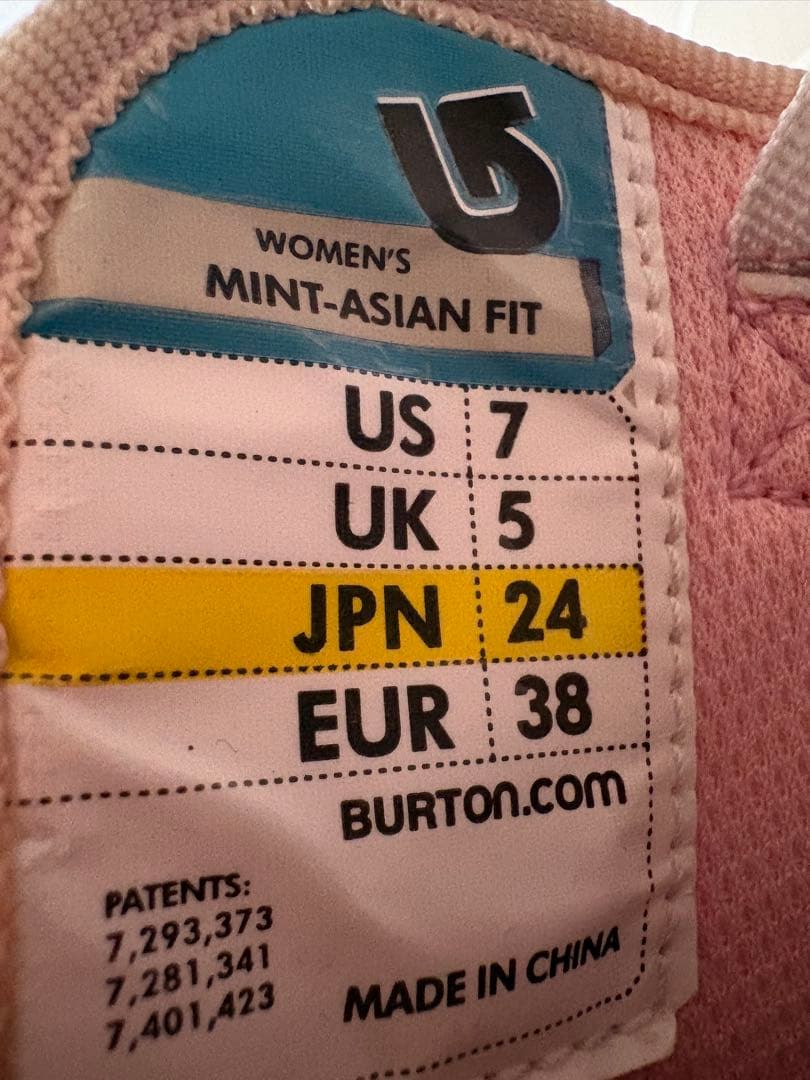 WOMEN'S
MINT-ASIAN FIT
US 7
UK 5
JPN 24
EUR 38
BURTON.COM
PATENTS:
7,293,373
7,281,341
7,401,423
MADE IN CHINA